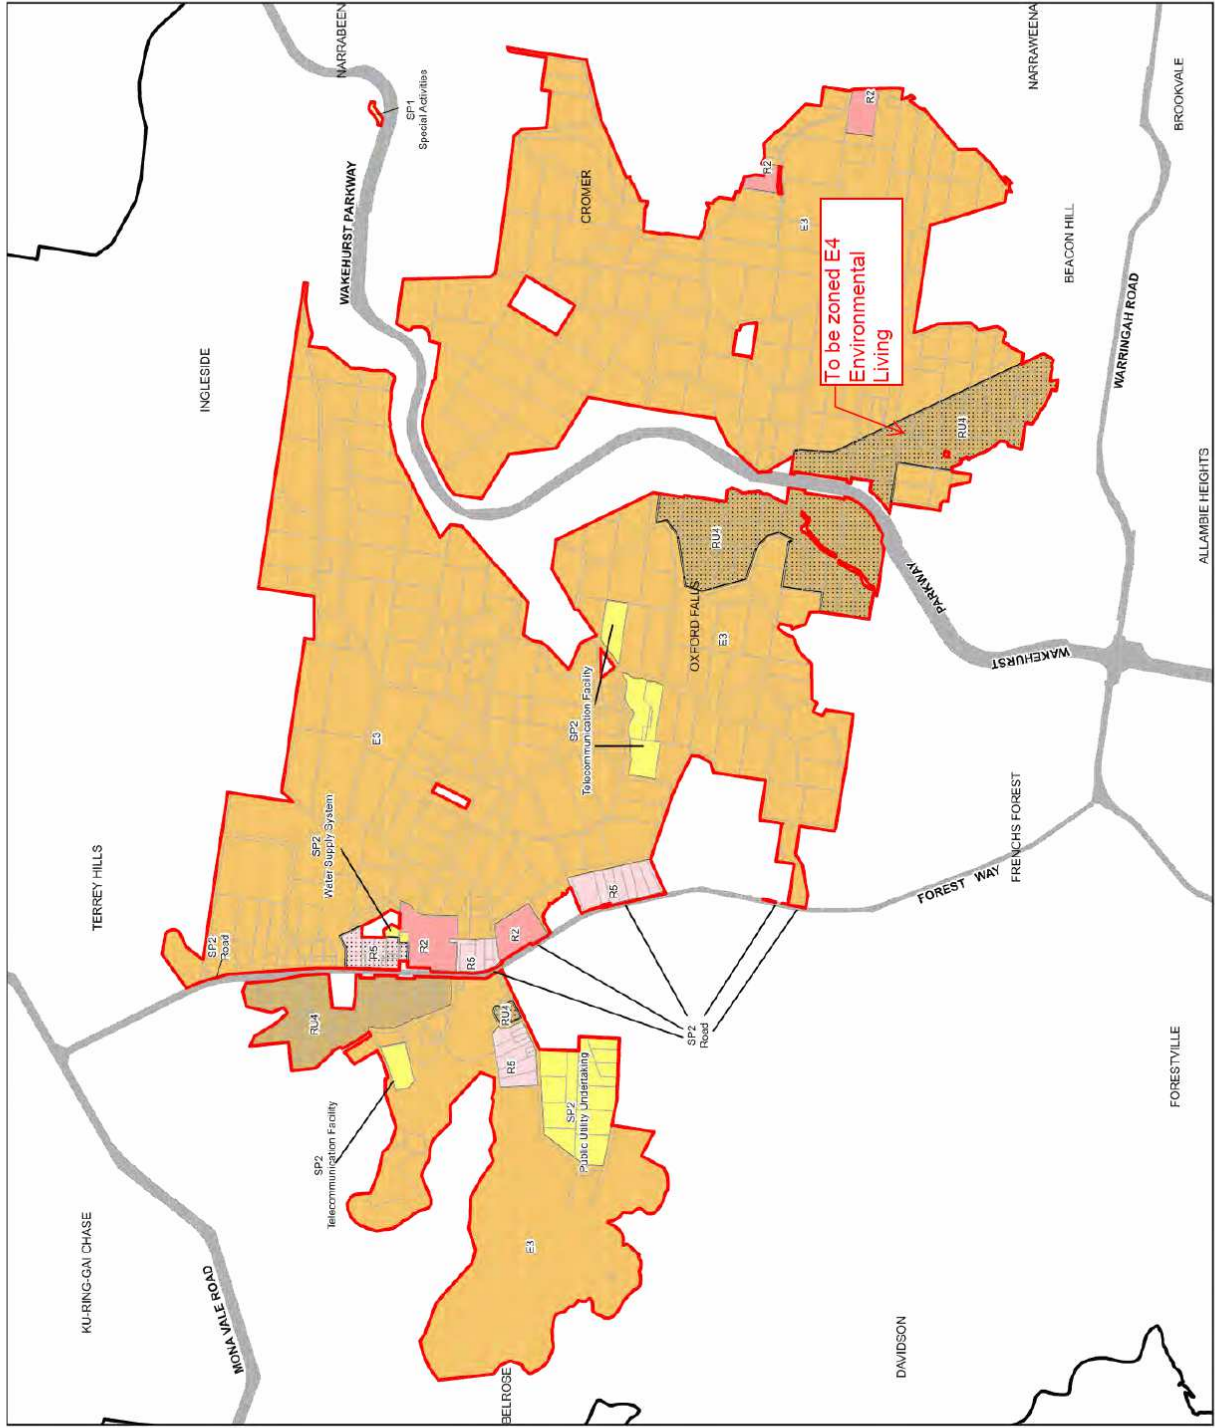 NARRABEEN
SP1
Special Activities
NARRAWEENA
BROOKVALE
WAKEHURST PARKWAY
CROMER
R2
R2
E3
To be zoned E4
Environmental
Living
BEACON HILL
WARRINGAH ROAD
INGLESIDE
RU4
ALLAMBIE HEIGHTS
RU4
PARKWAY
OXFORD FALLS
E3
WAKEHURST
SP2
Telecommunication Facility
E3
SP2
Water Supply System
TERREY HILLS
FRENCHS FOREST
FOREST WAY
R5
SP2
Road
R5
R2
R5
R2
RU4
RU4
R5
SP2
Road
SP2
Public Utility Undertaking
SP2
Telecommunication Facility
FORESTVILLE
KU-RING-GAI CHASE
MONA VALE ROAD
E3
DAVIDSON
BELROSE